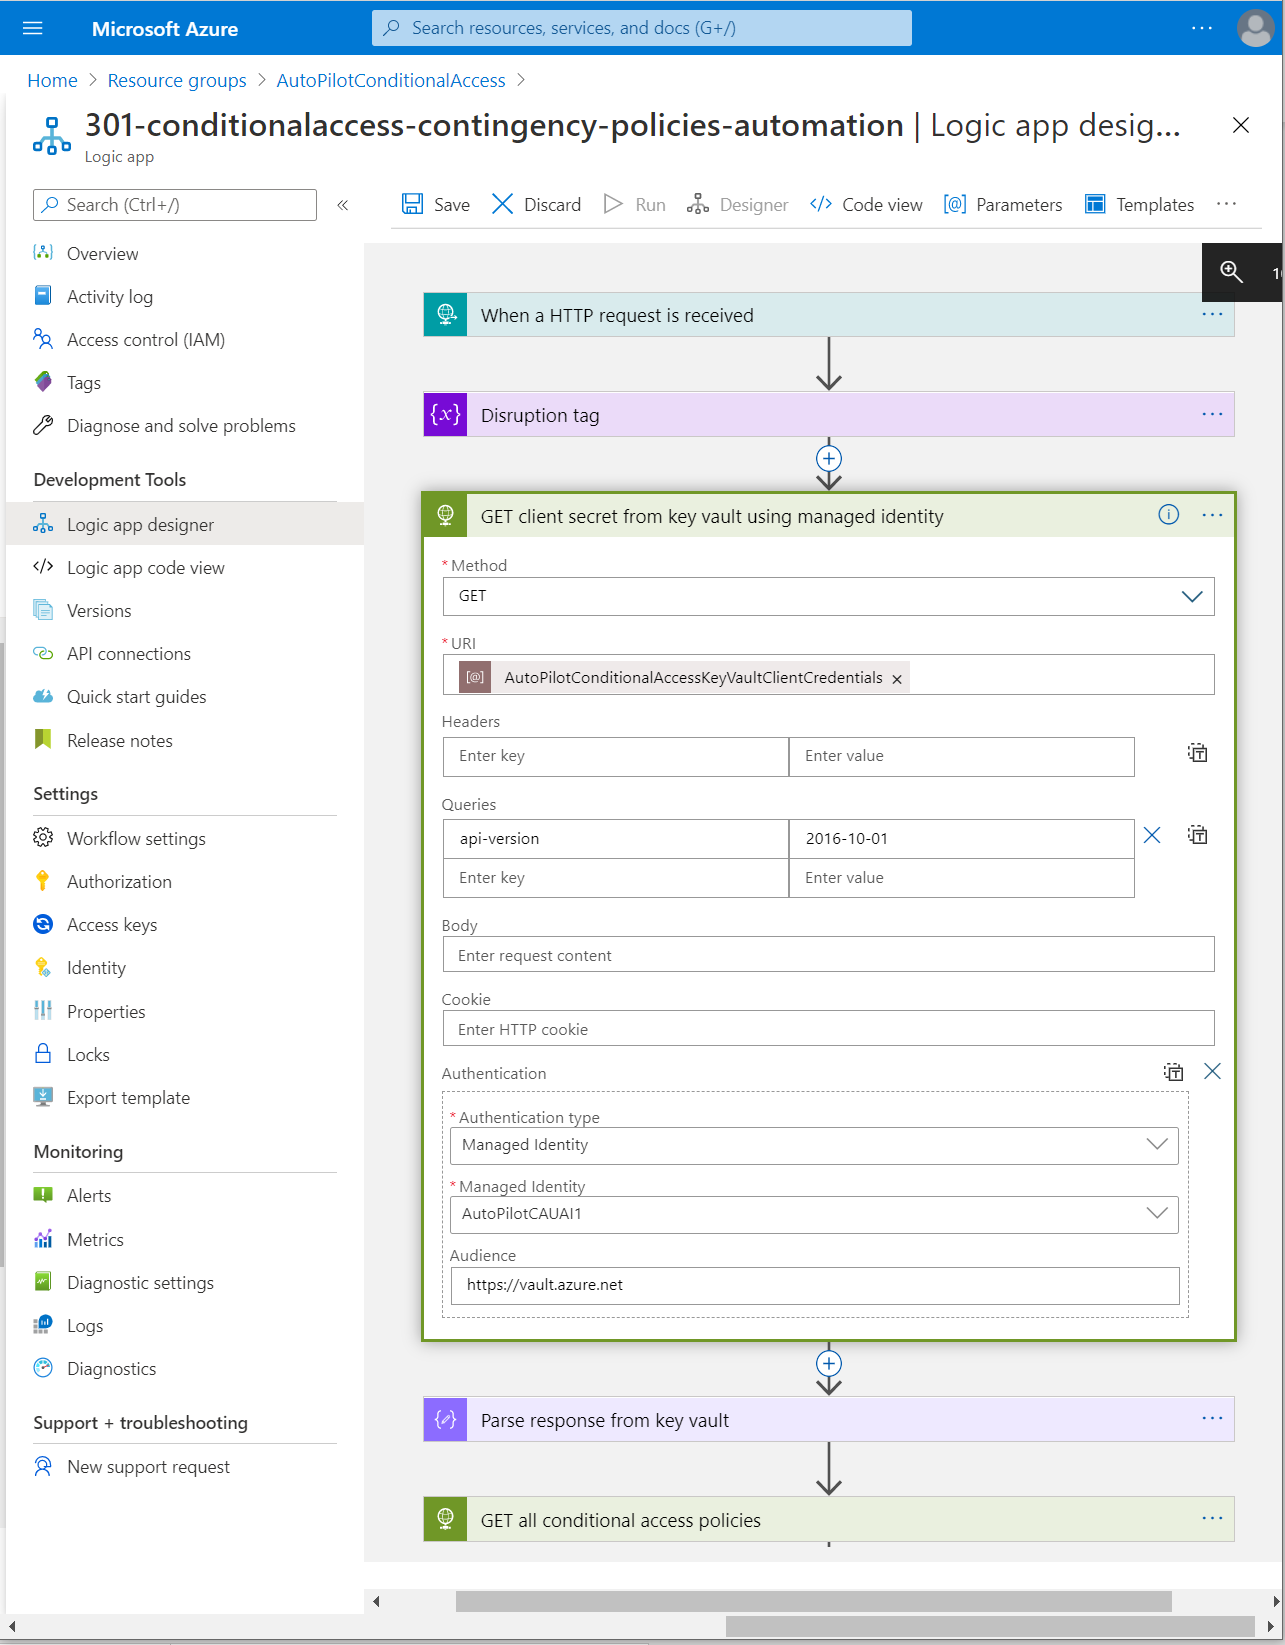 Microsoft Azure
Search resources, services, and docs (G+/)
...
Home > Resource groups > AutoPilotConditionalAccess >
301-conditionalaccess-contingency-policies-automation | Logic app desig...
Logic app
Search (Ctrl+/)
«
Save
Discard
Run
Designer
Code view
Parameters
Templates
...
Overview
Activity log
Access control (IAM)
Tags
Diagnose and solve problems
Development Tools
Logic app designer
Logic app code view
Versions
API connections
Quick start guides
Release notes
Settings
Workflow settings
Authorization
Access keys
Identity
Properties
Locks
Export template
Monitoring
Alerts
Metrics
Diagnostic settings
Logs
Diagnostics
Support + troubleshooting
New support request
When a HTTP request is received
...
{x} Disruption tag
...
GET client secret from key vault using managed identity
...
* Method
GET
* URI
[@] AutoPilotConditionalAccessKeyVaultClientCredentials ×
Headers
Enter key
Enter value
Queries
api-version
2016-10-01
Enter key
Enter value
Body
Enter request content
Cookie
Enter HTTP cookie
Authentication
* Authentication type
Managed Identity
* Managed Identity
AutoPilotCAUAI1
Audience
https://vault.azure.net
Parse response from key vault
...
GET all conditional access policies
...